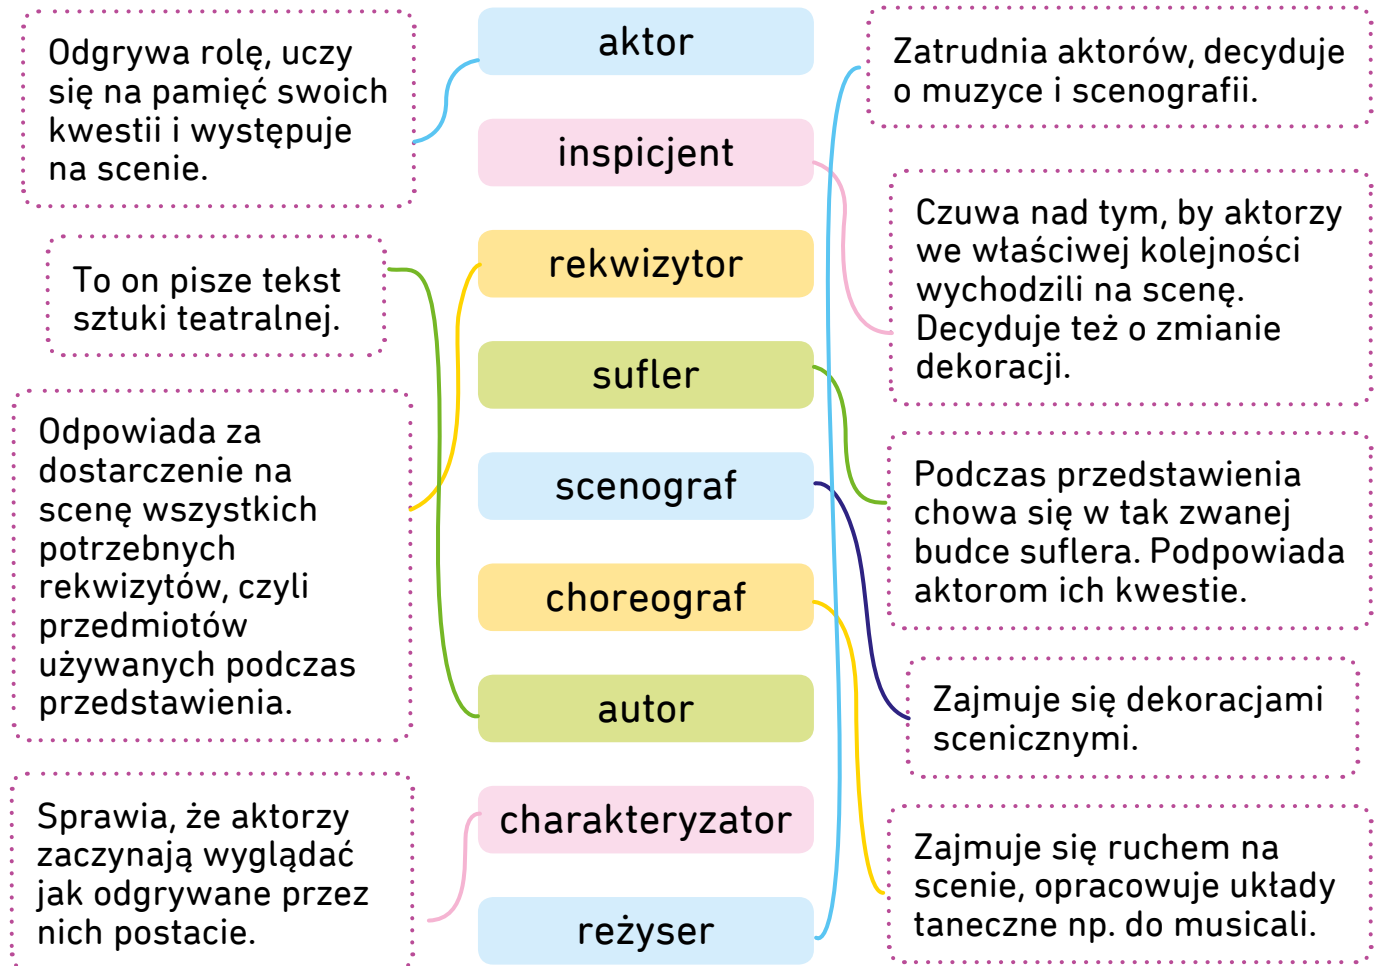 Odgrywa rolę, uczy
się na pamięć swoich
kwestii i występuje
na scenie.
To on pisze tekst
sztuki teatralnej.
Odpowiada za
dostarczenie na
scenę wszystkich
potrzebnych
rekwizytów, czyli
przedmiotów
używanych podczas
przedstawienia.
Sprawia, że aktorzy
zaczynają wyglądać
jak odgrywane przez
nich postacie.
aktor
inspicjent
rekwizytor
sufler
scenograf
choreograf
autor
charakteryzator
reżyser
Zatrudnia aktorów, decyduje
o muzyce i scenografii.
Czuwa nad tym, by aktorzy
we właściwej kolejności
wychodzili na scenę.
Decyduje też o zmianie
dekoracji.
Podczas przedstawienia
chowa się w tak zwanej
budce suflera. Podpowiada
aktorom ich kwestie.
Zajmuje się dekoracjami
scenicznymi.
Zajmuje się ruchem na
scenie, opracowuje układy
taneczne np. do musicali.